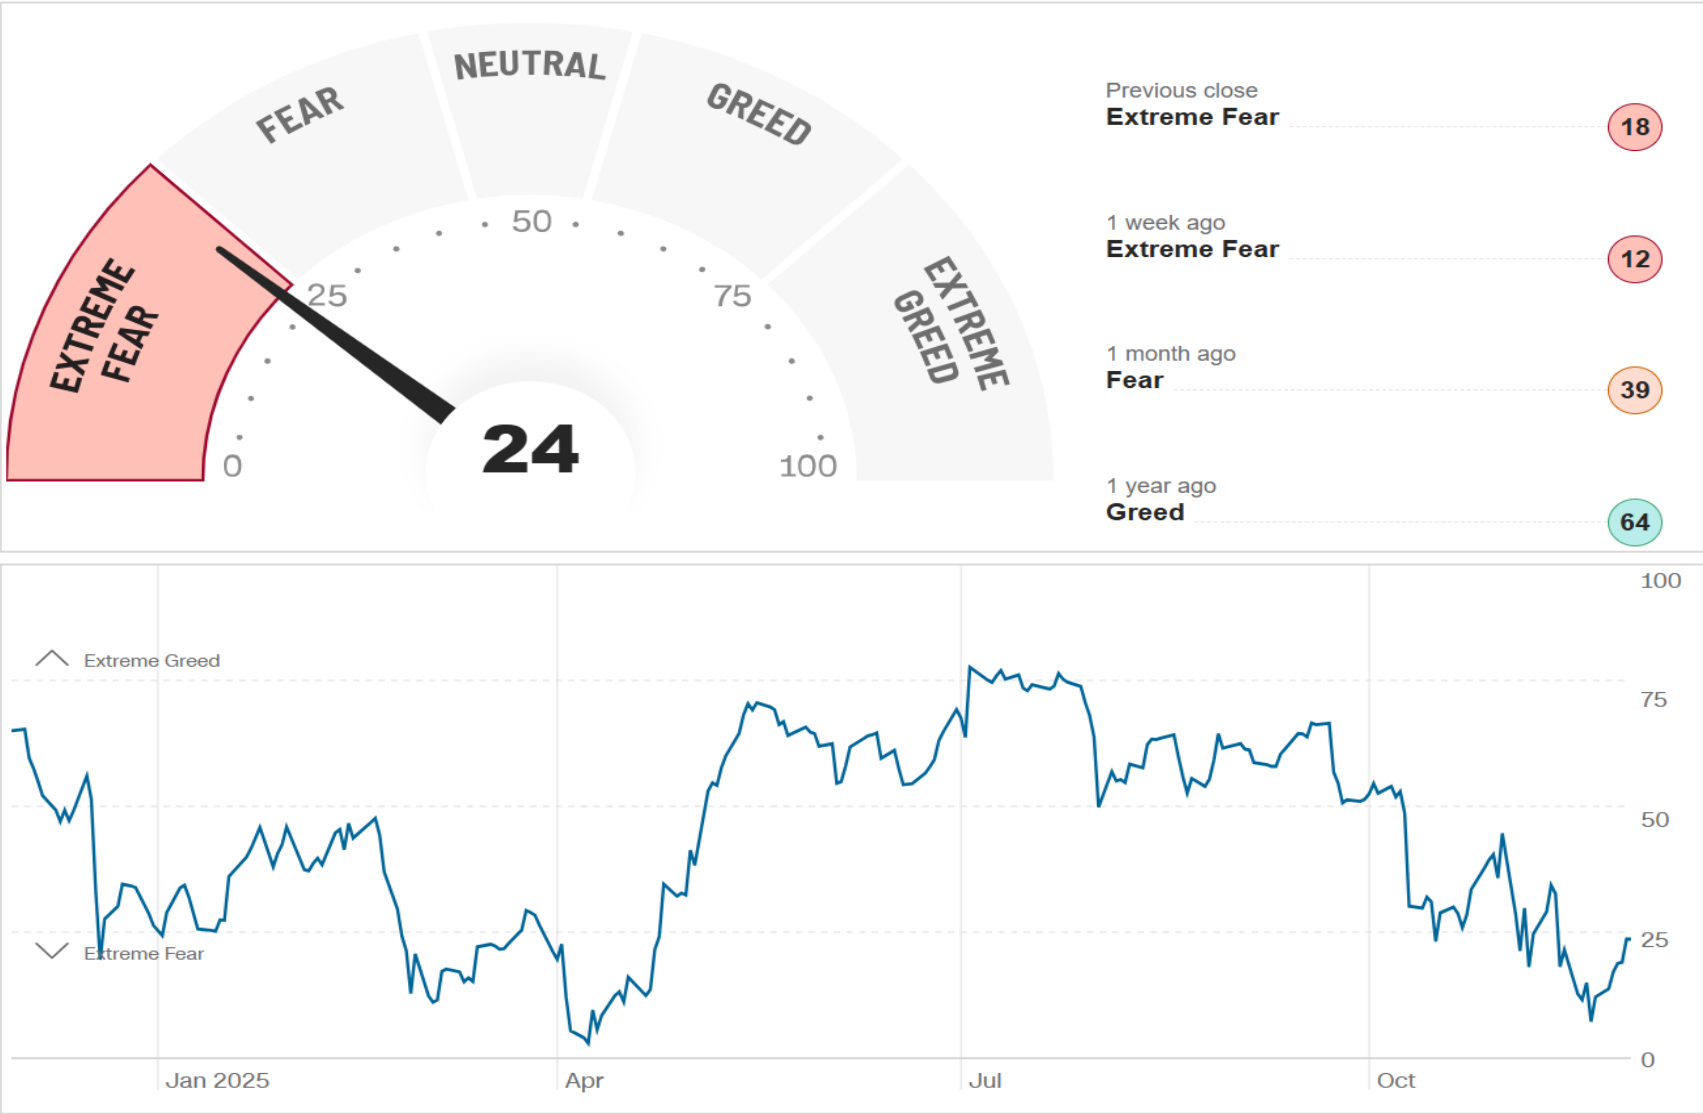 EXTREME
FEAR
FEAR
NEUTRAL
GREED
EXTREME
GREED
0
25
50
75
100
24
Previous close
Extreme Fear
18
1 week ago
Extreme Fear
12
1 month ago
Fear
39
1 year ago
Greed
64
100
Extreme Greed
75
50
Extreme Fear
25
0
Jan 2025
Apr
Jul
Oct